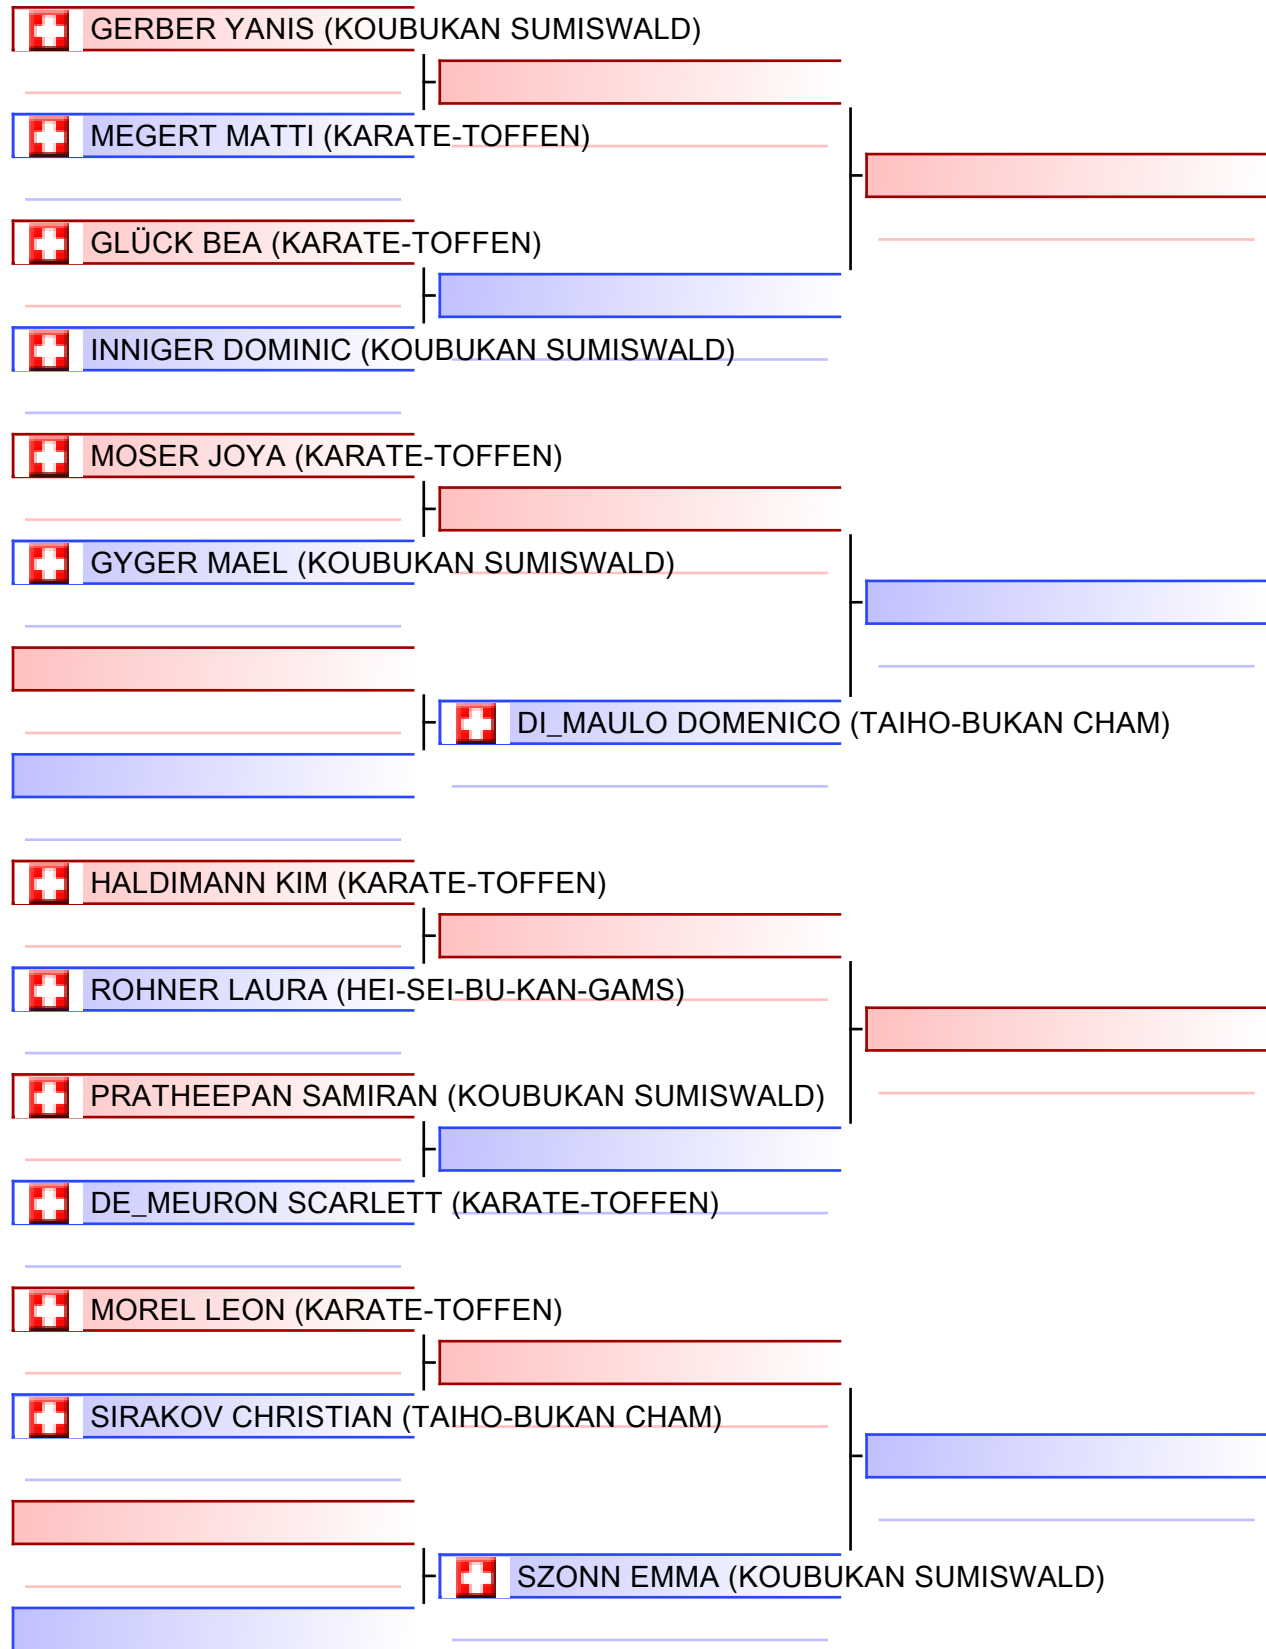 GERBER YANIS (KOUBUKAN SUMISWALD)
MEGERT MATTI (KARATE-TOFFEN)
GLÜCK BEA (KARATE-TOFFEN)
INNIGER DOMINIC (KOUBUKAN SUMISWALD)
MOSER JOYA (KARATE-TOFFEN)
GYGER MAEL (KOUBUKAN SUMISWALD)
DI_MAULO DOMENICO (TAIHO-BUKAN CHAM)
HALDIMANN KIM (KARATE-TOFFEN)
ROHNER LAURA (HEI-SEI-BU-KAN-GAMS)
PRATHEEPAN SAMIRAN (KOUBUKAN SUMISWALD)
DE_MEURON SCARLETT (KARATE-TOFFEN)
MOREL LEON (KARATE-TOFFEN)
SIRAKOV CHRISTIAN (TAIHO-BUKAN CHAM)
SZONN EMMA (KOUBUKAN SUMISWALD)